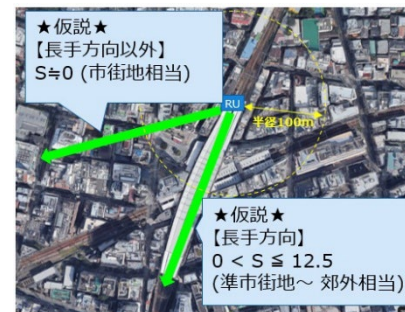 ★仮説★
【長手方向以外】
S≒0 (市街地相当)
RU
半径100m
★仮説★
【長手方向】
0 < S ≦ 12.5
(準市街地～ 郊外相当)